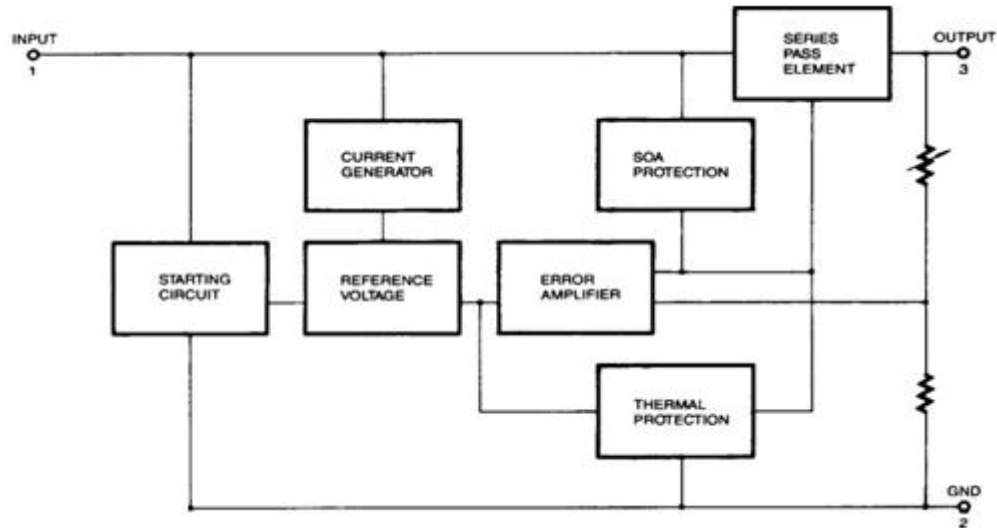 INPUT
1
SERIES
PASS
ELEMENT
OUTPUT
3
CURRENT
GENERATOR
SOA
PROTECTION
STARTING
CIRCUIT
REFERENCE
VOLTAGE
ERROR
AMPLIFIER
THERMAL
PROTECTION
GND
2